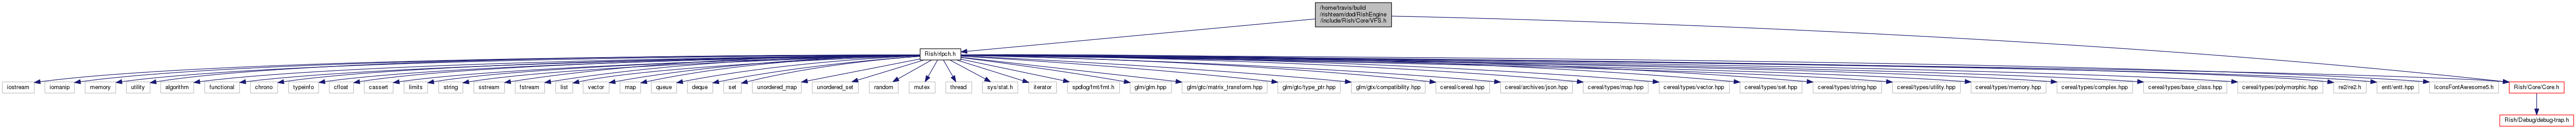 /home/travis/build
/rishteam/dod/RishEngine
/include/Rish/Core/VFS.h
Rish/rlpch.h
iostream
iomanip
memory
utility
algorithm
functional
chrono
typeinfo
cfloat
cassert
limits
string
sstream
fstream
list
vector
map
queue
deque
set
unordered_map
unordered_set
random
mutex
thread
sys/stat.h
iterator
spdlog/fmt/fmt.h
glm/glm.hpp
glm/gtc/matrix_transform.hpp
glm/gtc/type_ptr.hpp
glm/gtx/compatibility.hpp
cereal/cereal.hpp
cereal/archives/json.hpp
cereal/types/map.hpp
cereal/types/vector.hpp
cereal/types/set.hpp
cereal/types/string.hpp
cereal/types/utility.hpp
cereal/types/memory.hpp
cereal/types/complex.hpp
cereal/types/base_class.hpp
cereal/types/polymorphic.hpp
re2/re2.h
entt/entt.hpp
IconsFontAwesome5.h
Rish/Core/Core.h
Rish/Debug/debug-trap.h